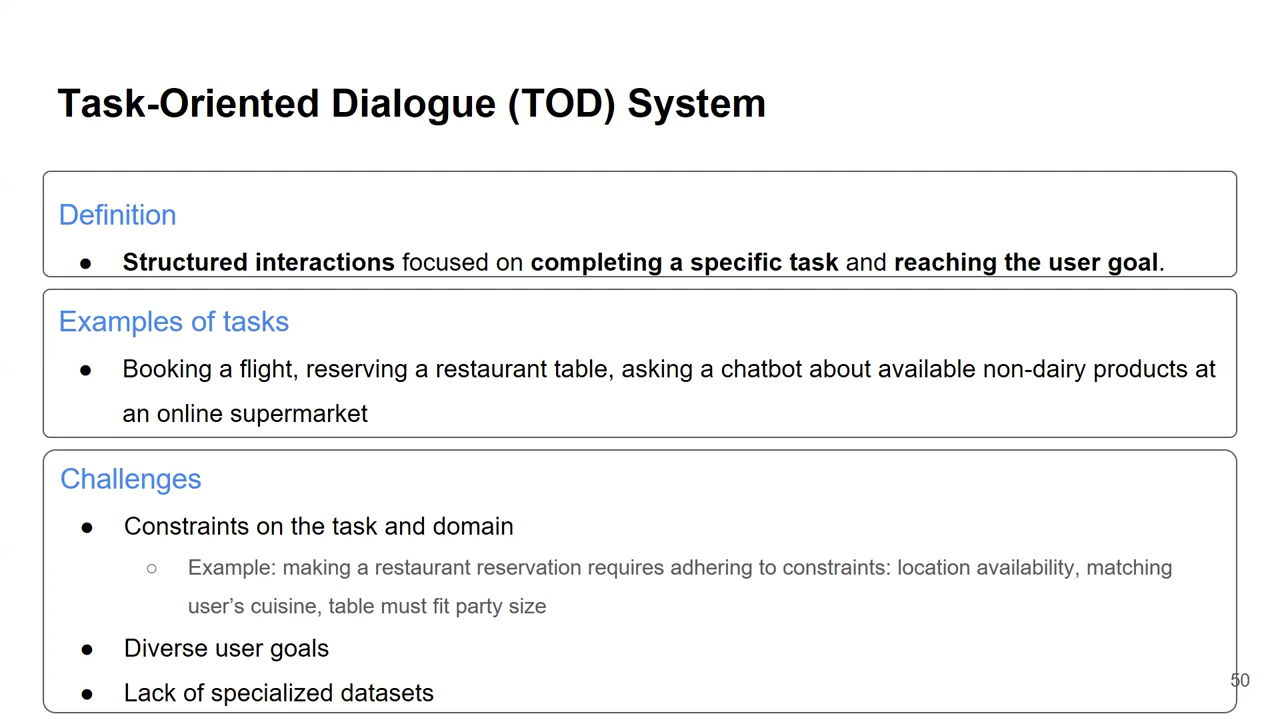 Task-Oriented Dialogue (TOD) System
Definition
● Structured interactions focused on completing a specific task and reaching the user goal.
Examples of tasks
● Booking a flight, reserving a restaurant table, asking a chatbot about available non-dairy products at
an online supermarket
Challenges
● Constraints on the task and domain
○ Example: making a restaurant reservation requires adhering to constraints: location availability, matching
user’s cuisine, table must fit party size
● Diverse user goals
● Lack of specialized datasets
50